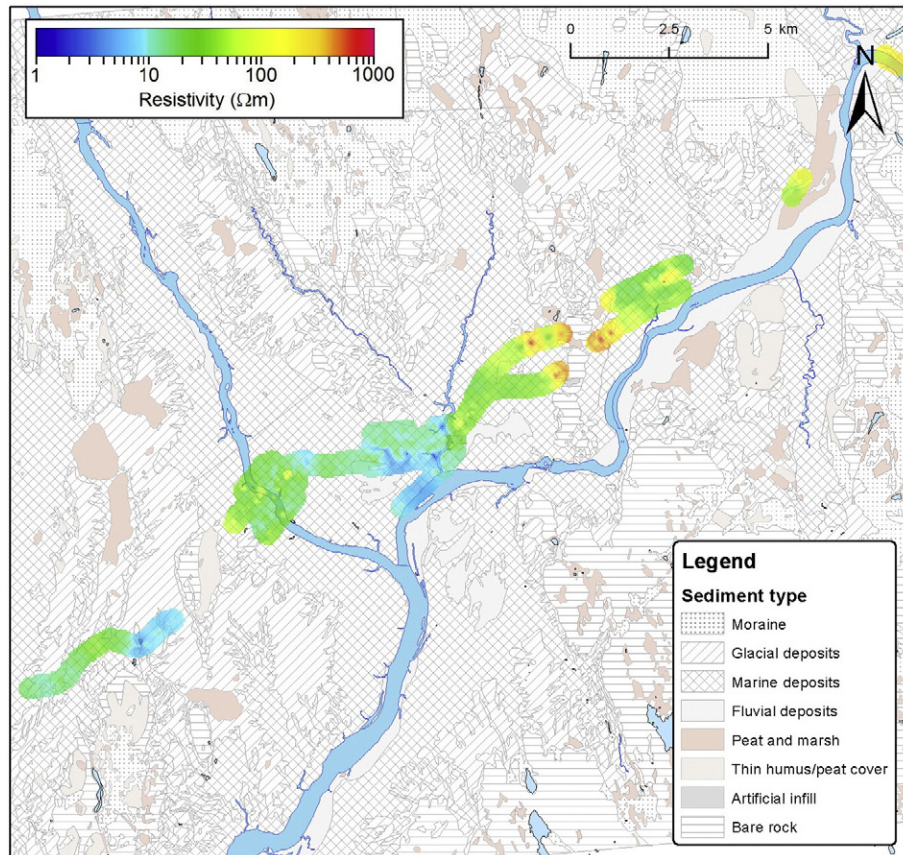 0 2.5 5 km
1 10 100 1000
Resistivity (Ωm)
N
Legend
Sediment type
Moraine
Glacial deposits
Marine deposits
Fluvial deposits
Peat and marsh
Thin humus/peat cover
Artificial infill
Bare rock